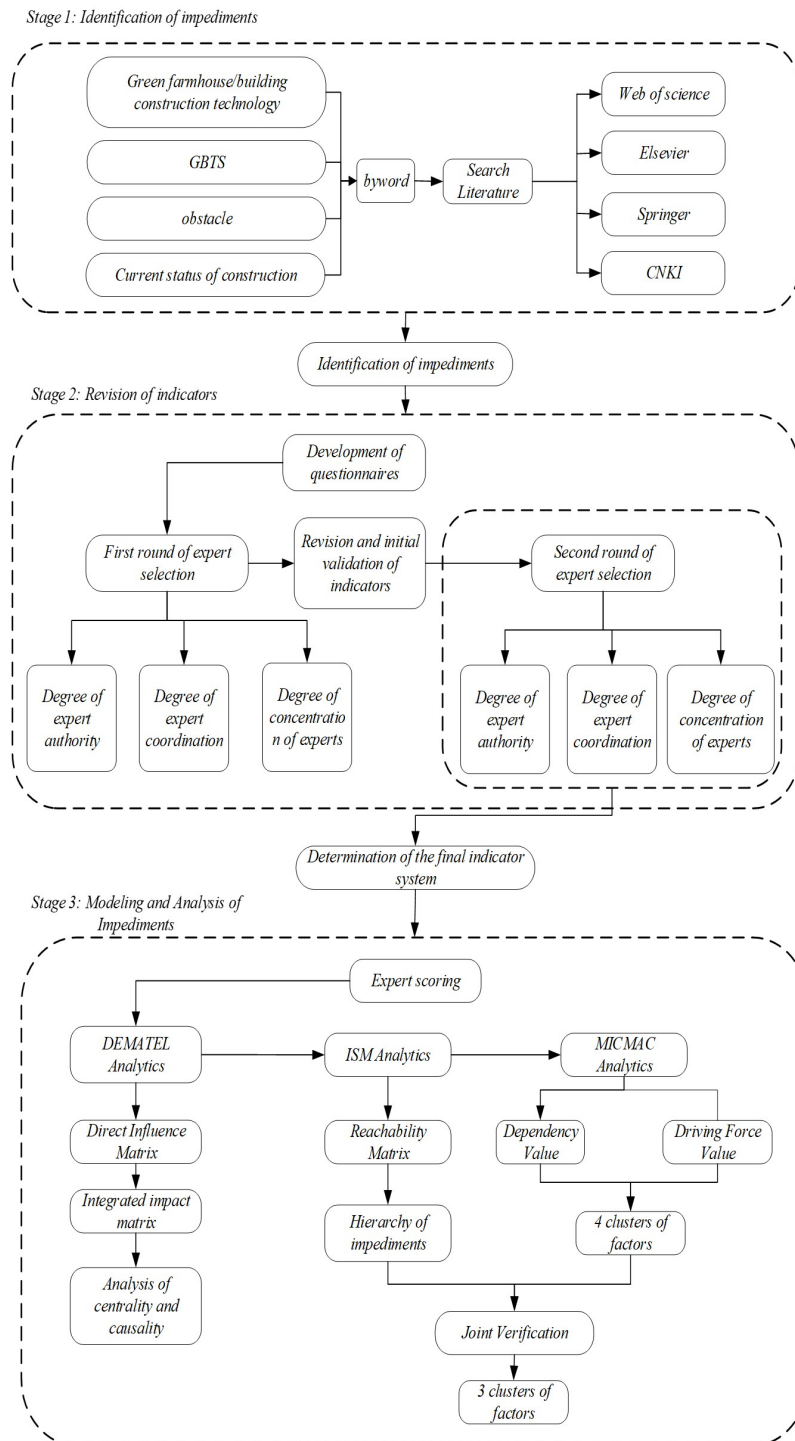 Stage 1: Identification of impediments
Green farmhouse/building
construction technology
GBTS
obstacle
Current status of construction
byword
Search
Literature
Web of science
Elsevier
Springer
CNKI
Identification of impediments
Stage 2: Revision of indicators
Development of
questionnaires
First round of expert
selection
Revision and initial
validation of
indicators
Second round of
expert selection
Degree of
expert
authority
Degree of
expert
coordination
Degree of
concentratio
n of experts
Degree of
expert
authority
Degree of
expert
coordination
Degree of
concentration
of experts
Determination of the final indicator
system
Stage 3: Modeling and Analysis of
Impediments
Expert scoring
DEMATEL
Analytics
ISM Analytics
MICMAC
Analytics
Direct Influence
Matrix
Reachability
Matrix
Dependency
Value
Driving Force
Value
Integrated impact
matrix
Hierarchy of
impediments
4 clusters of
factors
Analysis of
centrality and
causality
Joint Verification
3 clusters of
factors